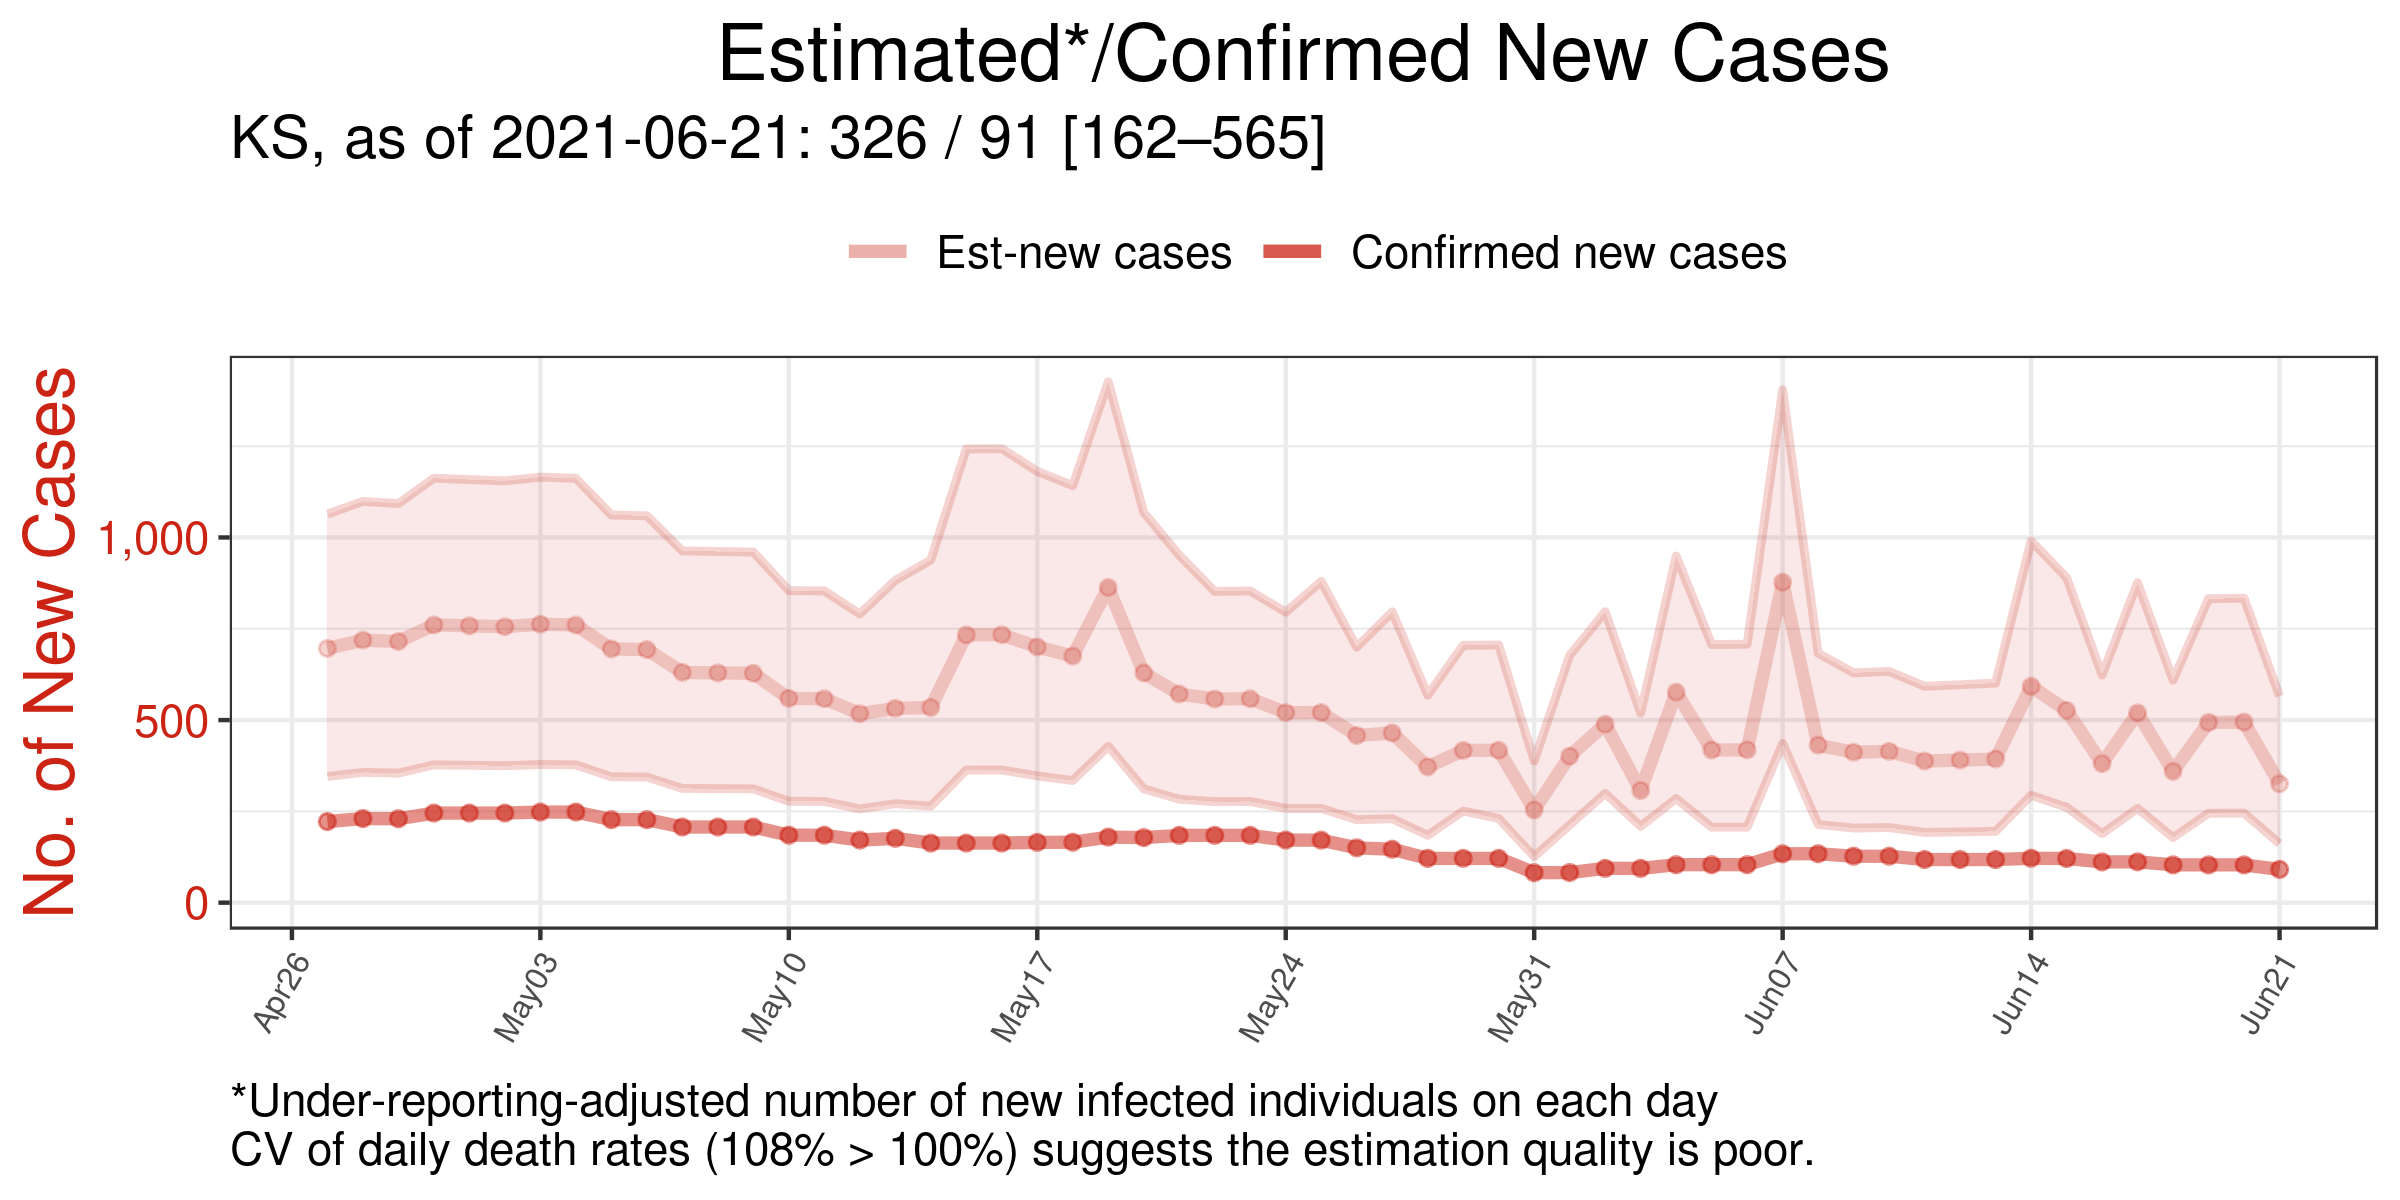 Estimated*/Confirmed New Cases
KS, as of 2021-06-21: 326 / 91 [162–565]
Est-new cases
Confirmed new cases
No. of New Cases
1,000
500
0
Apr26
May03
May10
May17
May24
May31
Jun07
Jun14
Jun21
*Under-reporting-adjusted number of new infected individuals on each day
CV of daily death rates (108% > 100%) suggests the estimation quality is poor.